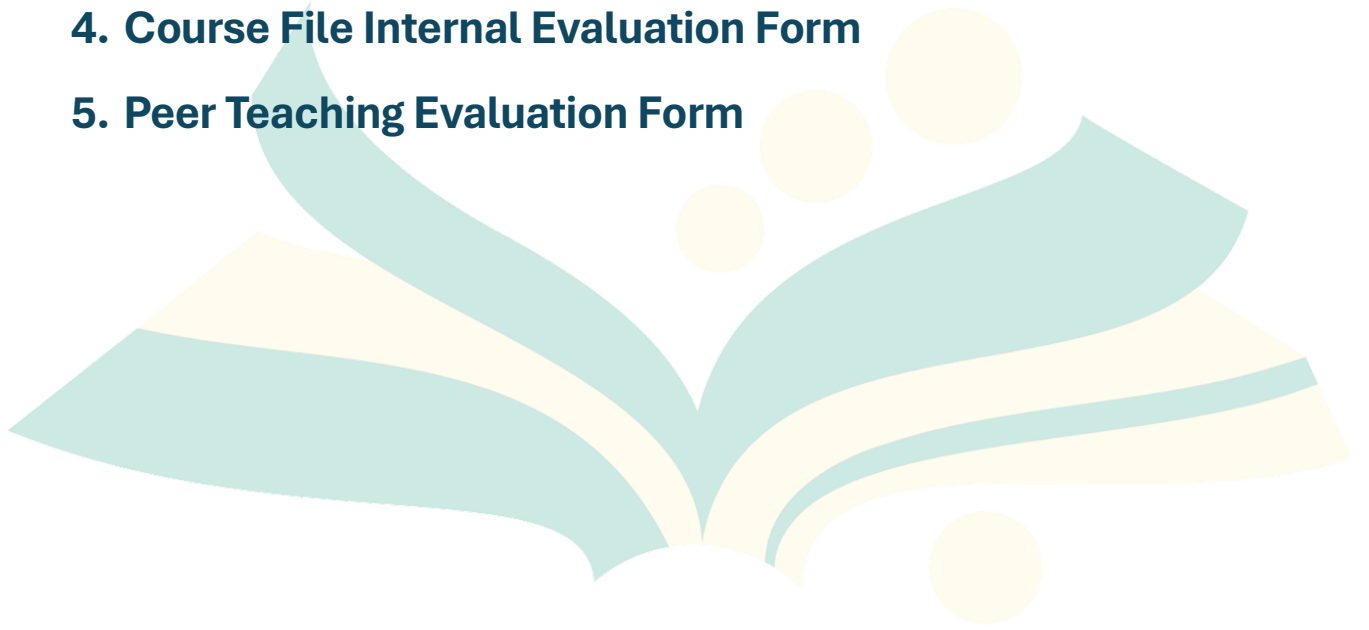 4. Course File Internal Evaluation Form
5. Peer Teaching Evaluation Form